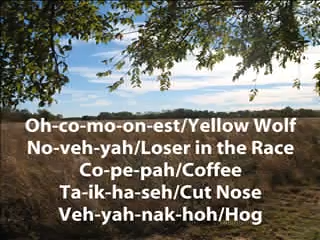 Oh-co-mo-on-est/Yellow Wolf
No-veh-yah/Loser in the Race
Co-pe-pah/Coffee
Ta-ik-ha-seh/Cut Nose
Veh-yah-nak-hoh/Hog